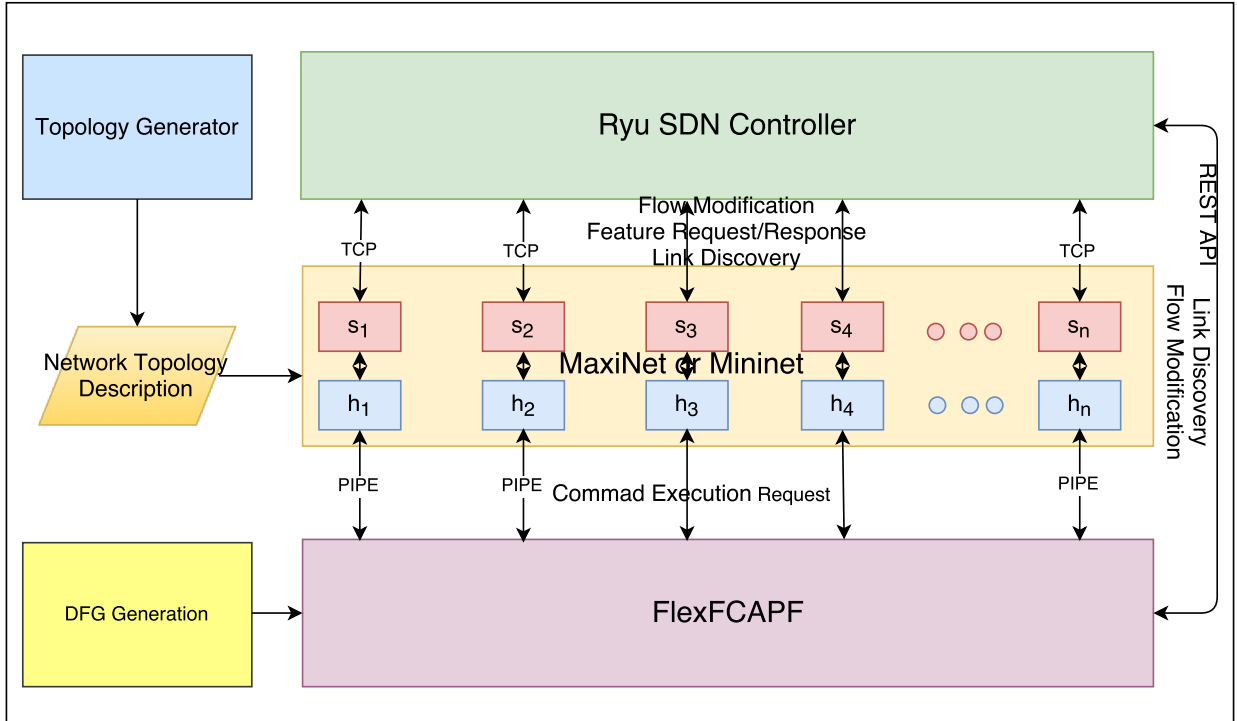 Topology Generator
Ryu SDN Controller
Flow Modification
Feature Request/Response
Link Discovery
TCP
TCP
TCP
REST API
Link Discovery
Flow Modification
s1
s2
s3
s4
sn
Network Topology
Description
MaxiNet or Mininet
h1
h2
h3
h4
hn
PIPE
PIPE
Commad Execution Request
PIPE
DFG Generation
FlexFCAPF